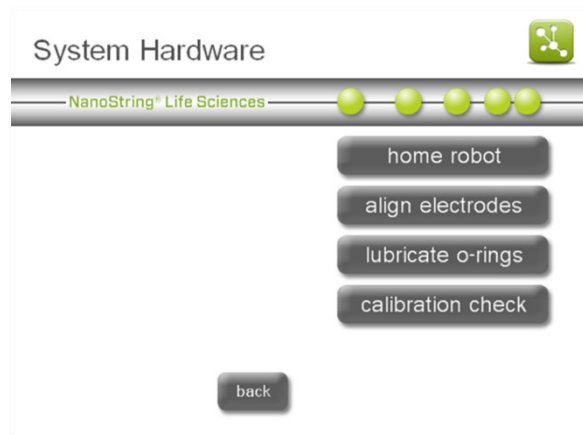 System Hardware
NanoString® Life Sciences
home robot
align electrodes
lubricate o-rings
calibration check
back